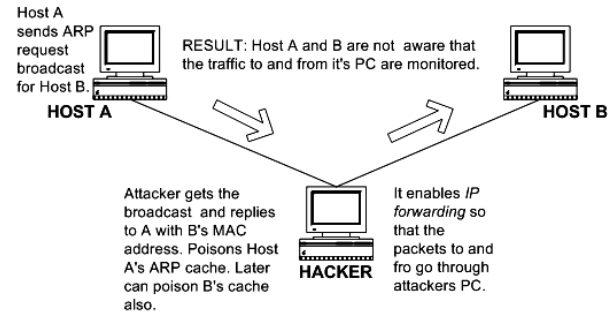 Host A
sends ARP
request
broadcast
for Host B.
HOST A
RESULT: Host A and B are not aware that
the traffic to and from it's PC are monitored.
HOST B
Attacker gets the
broadcast and replies
to A with B's MAC
address. Poisons Host
A's ARP cache. Later
can poison B's cache
also.
HACKER
It enables IP
forwarding so
that the
packets to and
fro go through
attackers PC.